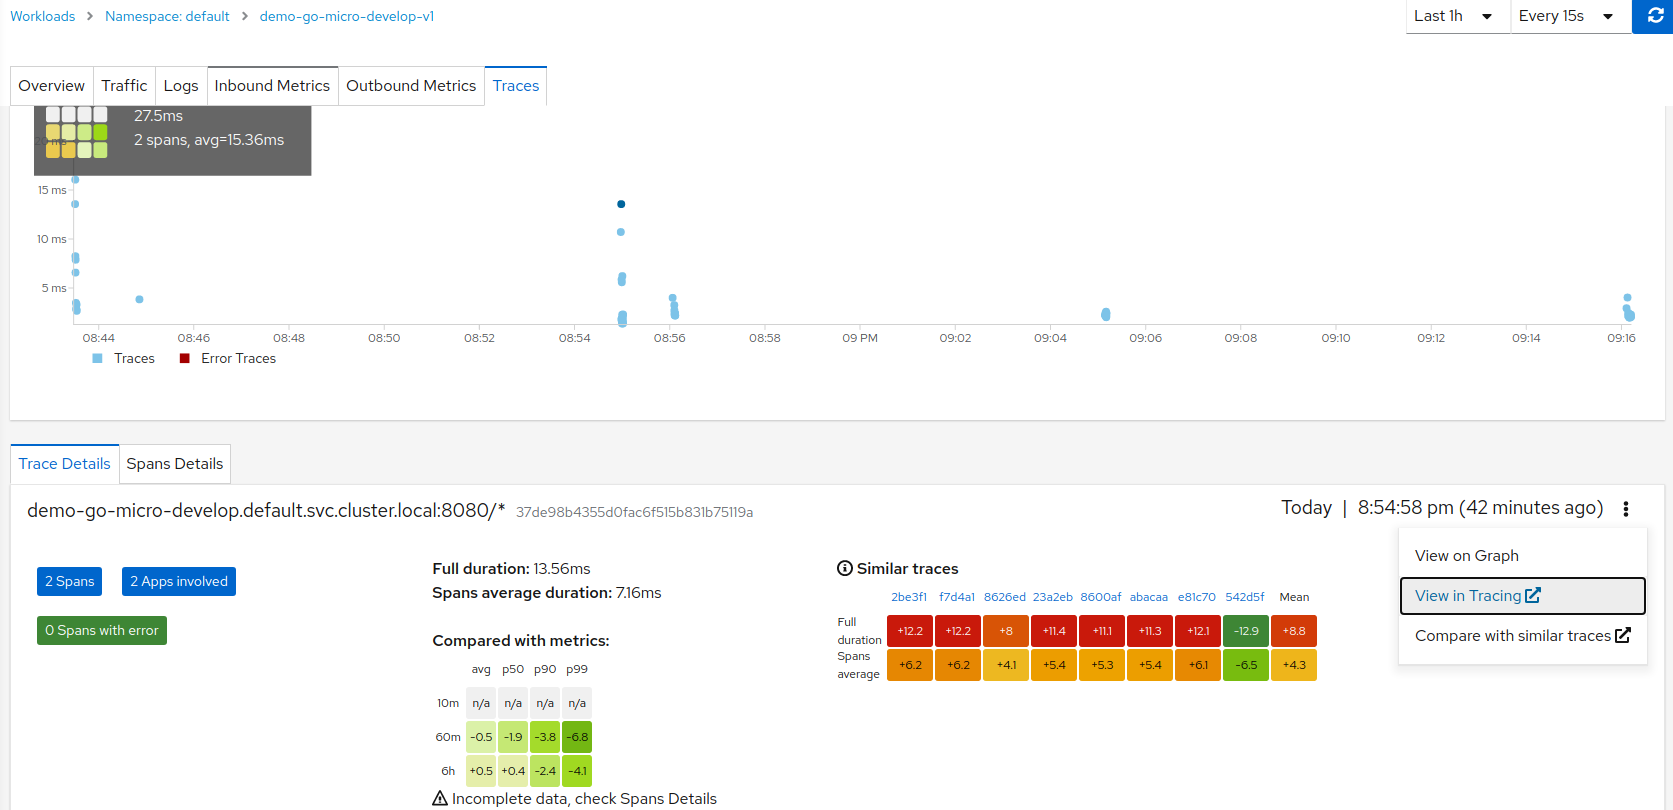 Workloads > Namespace: default > demo-go-micro-develop-v1
Last 1h
Every 15s
Overview
Traffic
Logs
Inbound Metrics
Outbound Metrics
Traces
27.5ms
2 spans, avg=15.36ms
20 ms
15 ms
10 ms
5 ms
08:44 08:46 08:48 08:50 08:52 08:54 08:56 08:58 09 PM 09:02 09:04 09:06 09:08 09:10 09:12 09:14 09:16
Traces
Error Traces
Trace Details
Spans Details
demo-go-micro-develop.default.svc.cluster.local:8080/* 37de98b4355d0fac6f515b831b75119a
Today | 8:54:58 pm (42 minutes ago)
View on Graph
View in Tracing
Compare with similar traces
2 Spans
2 Apps involved
0 Spans with error
Full duration: 13.56ms
Spans average duration: 7.16ms
Compared with metrics:
avg p50 p90 p99
10m n/a n/a n/a n/a
60m -0.5 -1.9 -3.8 -6.8
6h +0.5 +0.4 -2.4 -4.1
Incomplete data, check Spans Details
Similar traces
2be3f1 f7d4a1 8626ed 23a2eb 8600af abacaa e81c70 542d5f Mean
Full duration +12.2 +12.2 +8 +11.4 +11.1 +11.3 +12.1 -12.9 +8.8
Spans average +6.2 +6.2 +4.1 +5.4 +5.3 +5.4 +6.1 -6.5 +4.3